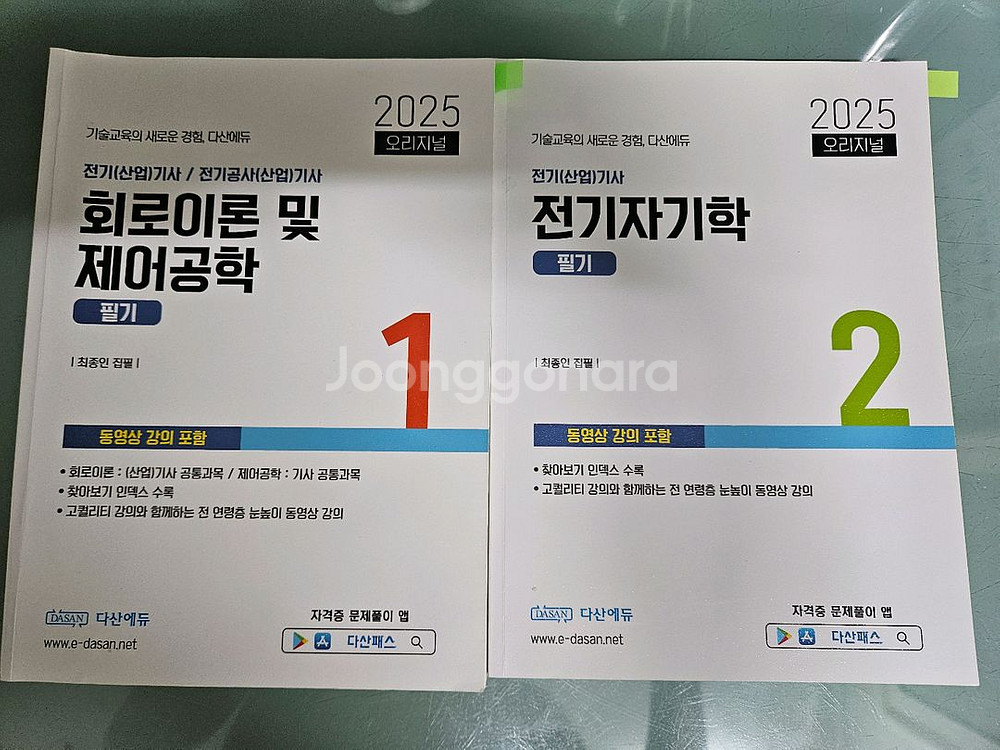 기술교육의 새로운 경험, 다산에듀
2025
오리지널
전기(산업)기사 / 전기공사(산업)기사
회로이론 및
제어공학
필기
1
| 최종인 집필 |
동영상 강의 포함
• 회로이론 : (산업)기사 공통과목 / 제어공학 : 기사 공통과목
• 찾아보기 인덱스 수록
• 고퀄리티 강의와 함께하는 전 연령층 눈높이 동영상 강의
DASAN 다산에듀
www.e-dasan.net
자격증 문제풀이 앱
다산패스
기술교육의 새로운 경험, 다산에듀
2025
오리지널
전기(산업)기사
전기자기학
필기
2
| 최종인 집필 |
동영상 강의 포함
• 찾아보기 인덱스 수록
• 고퀄리티 강의와 함께하는 전 연령층 눈높이 동영상 강의
DASAN 다산에듀
www.e-dasan.net
자격증 문제풀이 앱
다산패스
Joonggonara